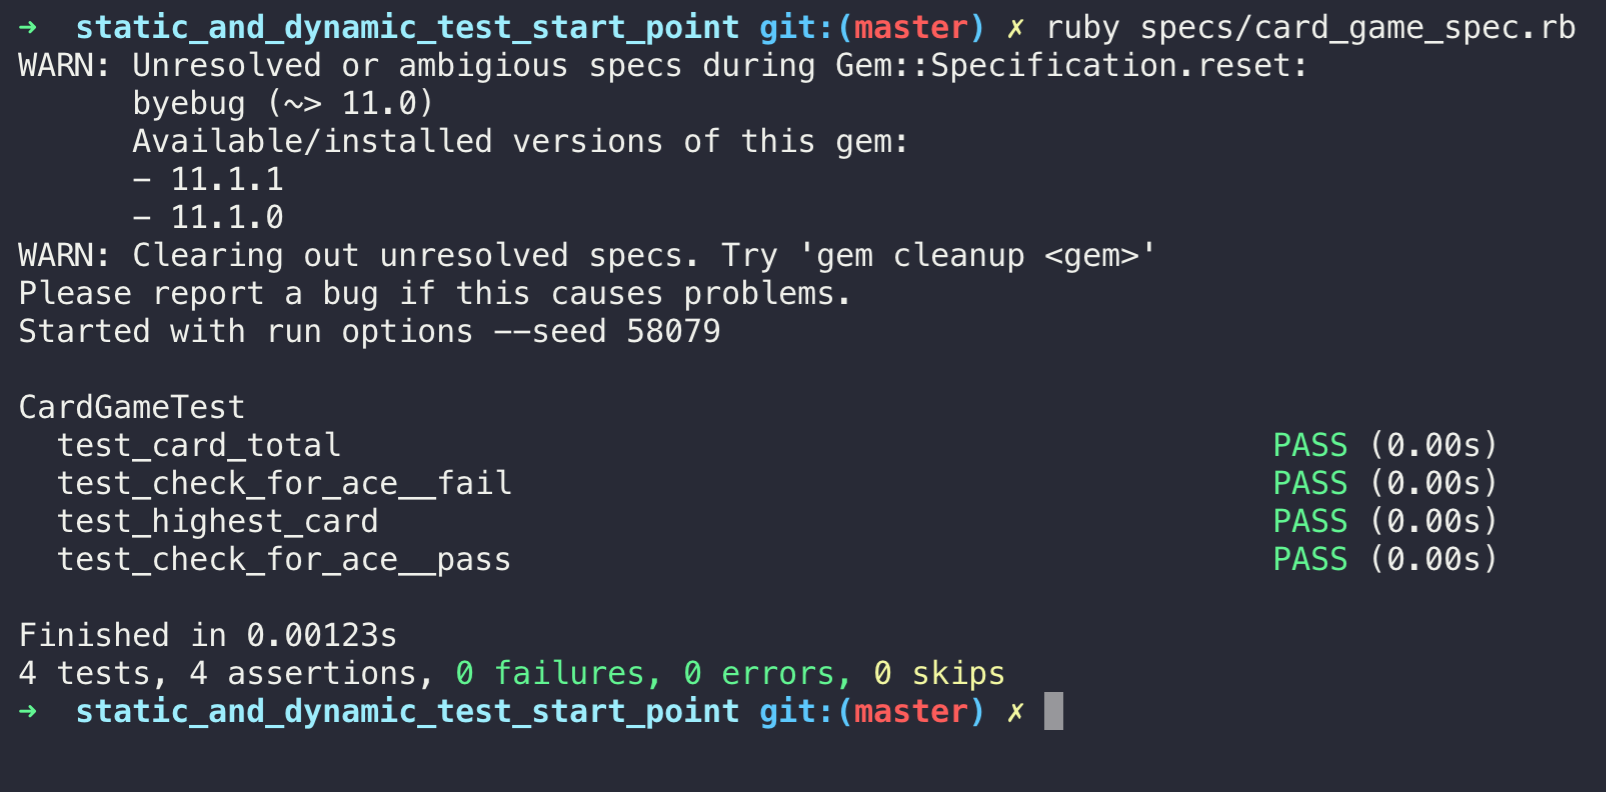 ➜  static_and_dynamic_test_start_point git:(master) ✗ ruby specs/card_game_spec.rb
WARN: Unresolved or ambigious specs during Gem::Specification.reset:
      byebug (~> 11.0)
      Available/installed versions of this gem:
      - 11.1.1
      - 11.1.0
WARN: Clearing out unresolved specs. Try 'gem cleanup <gem>'
Please report a bug if this causes problems.
Started with run options --seed 58079

CardGameTest
  test_card_total                                                 PASS (0.00s)
  test_check_for_ace__fail                                        PASS (0.00s)
  test_highest_card                                               PASS (0.00s)
  test_check_for_ace__pass                                        PASS (0.00s)

Finished in 0.00123s
4 tests, 4 assertions, 0 failures, 0 errors, 0 skips
➜  static_and_dynamic_test_start_point git:(master) ✗